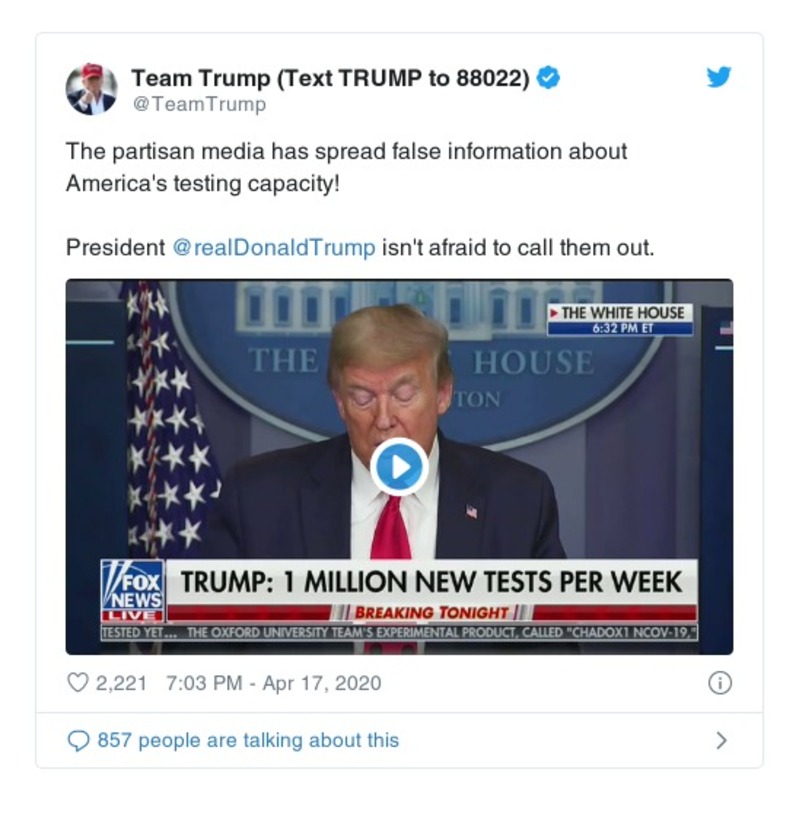 Team Trump (Text TRUMP to 88022)
@TeamTrump
The partisan media has spread false information about
America's testing capacity!
President @realDonaldTrump isn't afraid to call them out.
THE WHITE HOUSE
6:32 PM ET
THE HOUSE
TON
FOX
NEWS
LIVE
TRUMP: 1 MILLION NEW TESTS PER WEEK
BREAKING TONIGHT
TESTED YET... THE OXFORD UNIVERSITY TEAM'S EXPERIMENTAL PRODUCT, CALLED "CHADOX1 NCOV-19,"
2,221 7:03 PM - Apr 17, 2020
857 people are talking about this